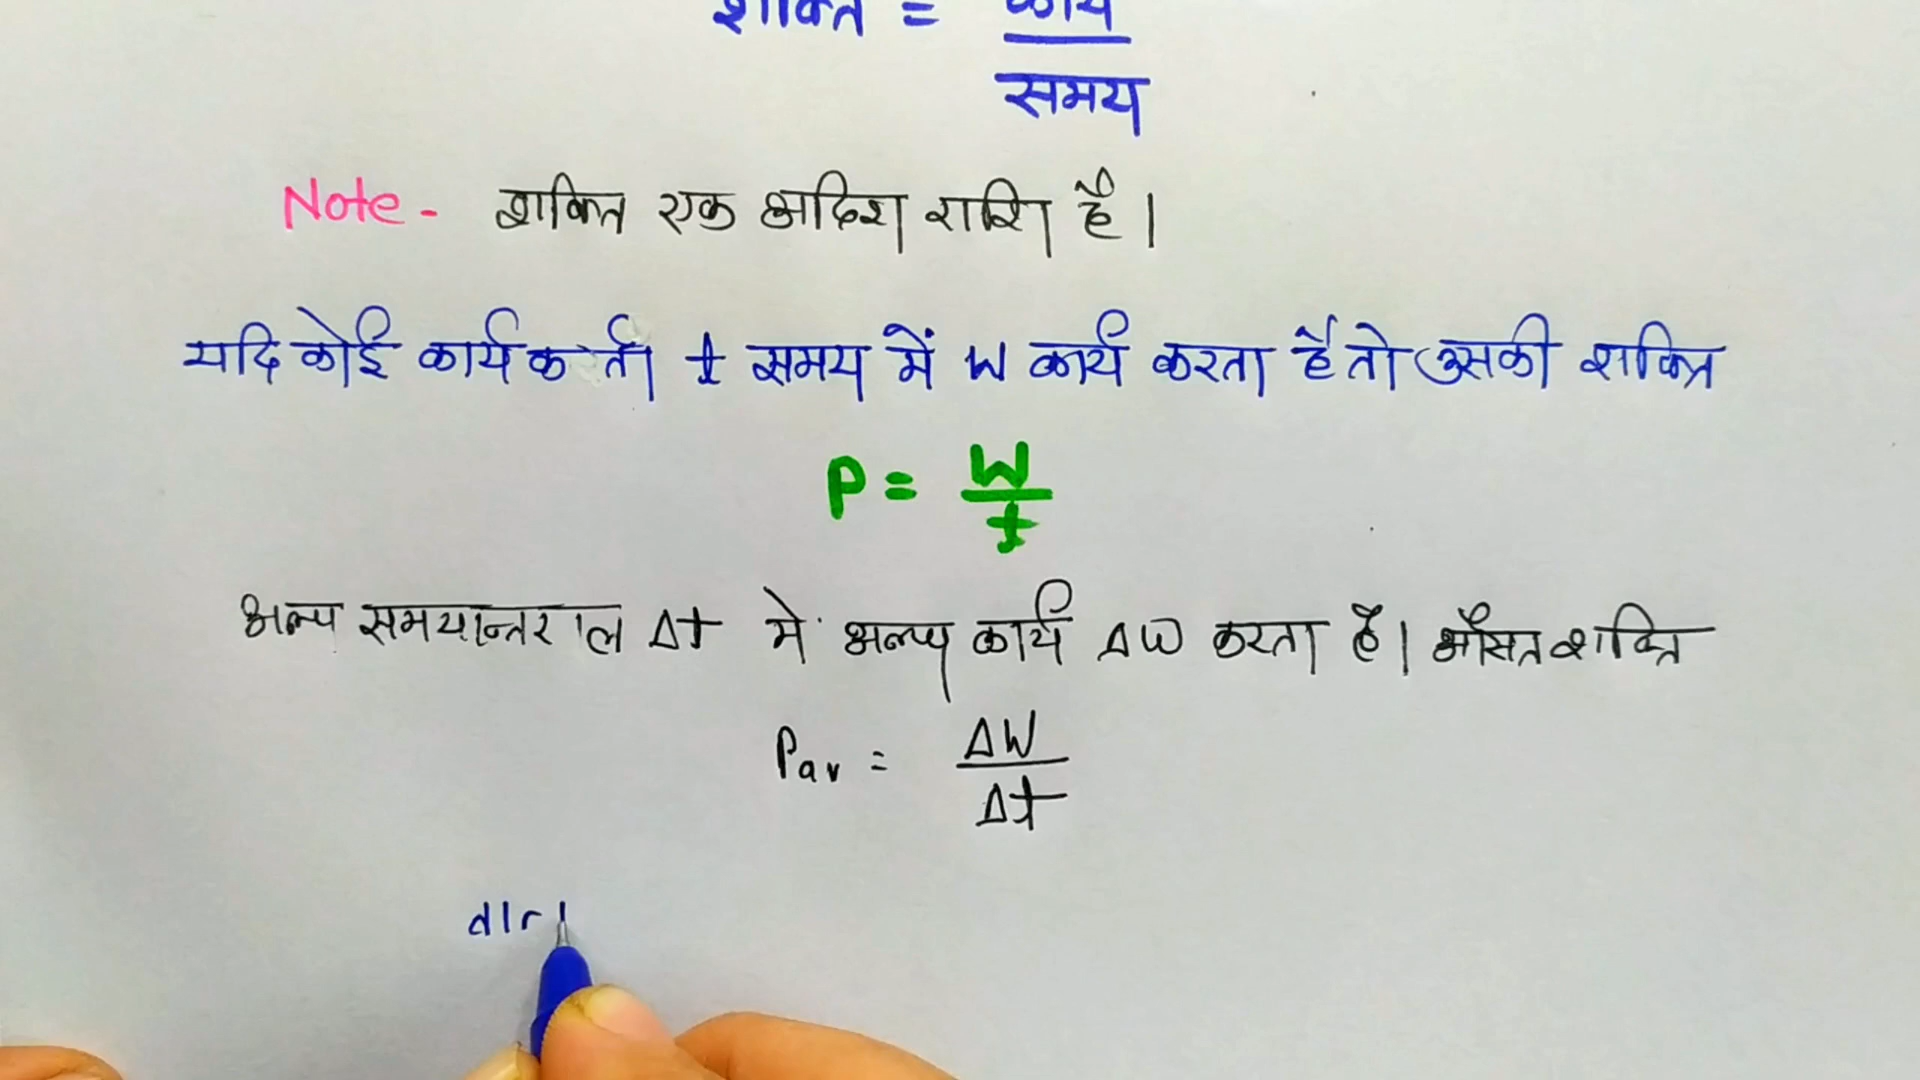 शक्ति = कार्य
समय
Note - शक्ति एक अदिश राशि है।
यदि कोई कार्यकर्ता t समय में W कार्य करता है तो उसकी शक्ति
P = W
t
अल्प समयान्तराल Δt मे अल्प कार्य ΔW करता है। औसत शक्ति
Pav = ΔW
Δt